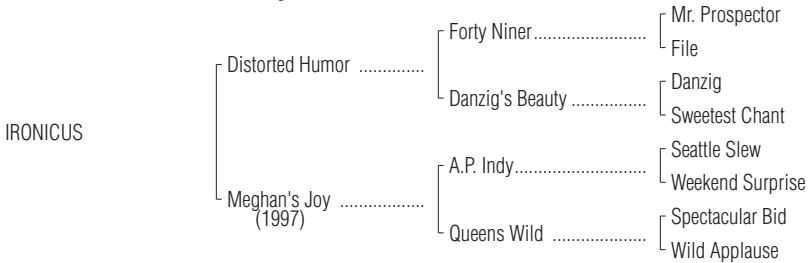 Mr. Prospector
Forty Niner.......................
File
Distorted Humor ..............
Danzig
Danzig's Beauty ................
Sweetest Chant
IRONICUS
Seattle Slew
A.P. Indy...........................
Weekend Surprise
Meghan's Joy ..................
(1997)
Spectacular Bid
Queens Wild ....................
Wild Applause